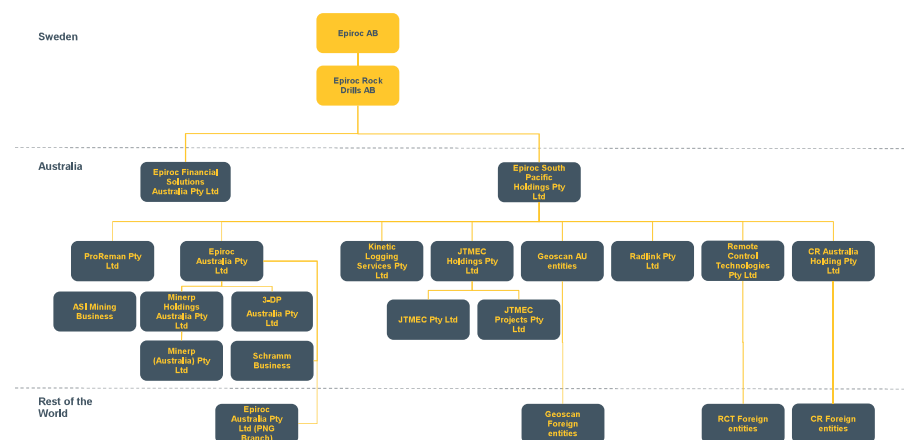 Sweden
Epiroc AB
Epiroc Rock
Drills AB
Australia
Epiroc Financial
Solutions
Australia Pty Ltd
Epiroc South
Pacific
Holdings Pty
Ltd
ProReman Pty
Ltd
Epiroc
Australia Pty
Ltd
Kinetic
Logging
Services Pty
Ltd
JTMEC
Holdings Pty
Ltd
Geoscan AU
entities
Radlink Pty
Ltd
Remote
Control
Technologies
Pty Ltd
CR Australia
Holding Pty
Ltd
ASI Mining
Business
Minerp
Holdings
Australia Pty
Ltd
3-DP
Australia Pty
Ltd
JTMEC Pty Ltd
JTMEC
Projects Pty
Ltd
Minerp
(Australia) Pty
Ltd
Schramm
Business
Rest of the
World
Epiroc
Australia Pty
Ltd (PNG
Branch)
Geoscan
Foreign
entities
RCT Foreign
entities
CR Foreign
entities